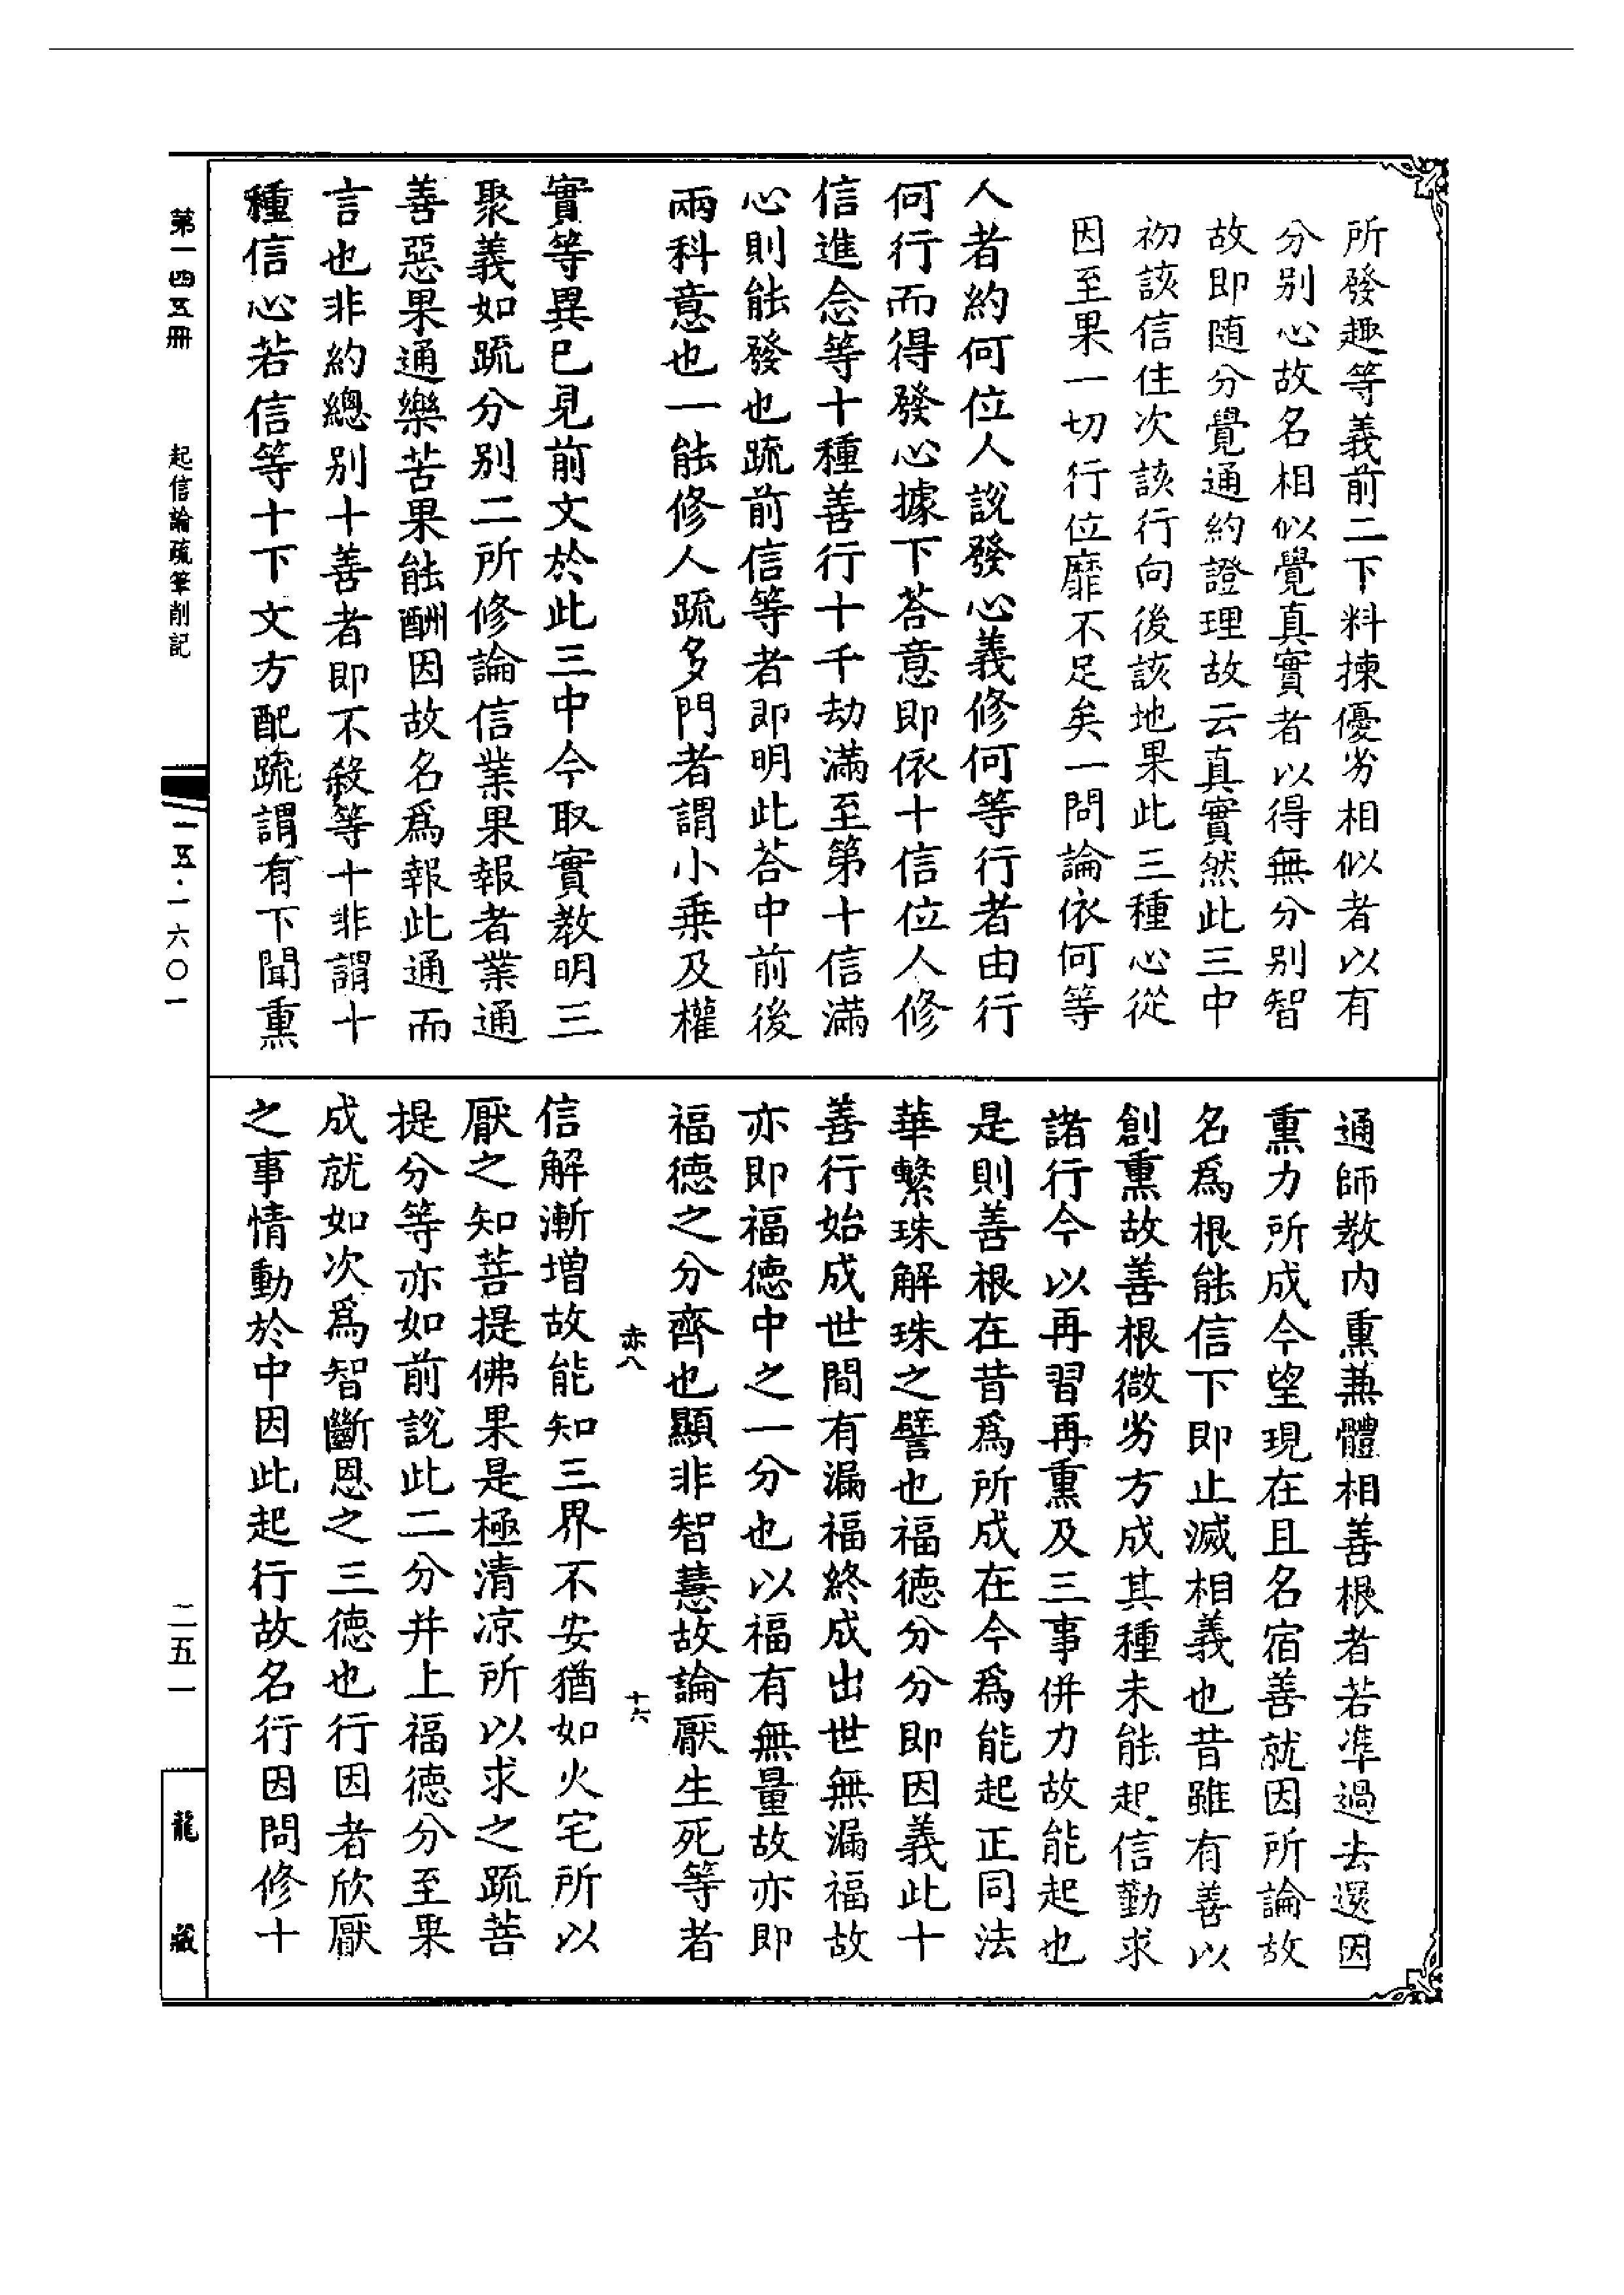 所發趣等義前二下料揀優劣相似者以有
分别心故名相似覺真實者以得無分别智
故即随分覺通約證理故云真實然此三中
初該信住次該行向後該地果此三種心從
因至果一切行位靡不足矣一問論依何等
人者約何位人說發心義修何等行者由行
何行而得發心據下荅意即依十信位人修
信進念等十種善行十千劫滿至第十信滿
心則能發也疏前信等者即明此荅中前後
兩科意也一能修人疏多門者謂小乗及權
實等異巳見前文於此三中今取實教明三
聚義如疏分别二所修論信業果報者業通
善惡果通樂苦果能酬因故名爲報此通而
言也非約總别十善者即不殺等十非謂十
種信心若信等十下文方配疏謂有下聞熏
通師教内熏兼體相善根者若凖過去還因
熏力所成今望現在且名宿善就因所論故
名爲根能信下即止滅相義也昔雖有善以
創熏故善根微劣方成其種未能起信勤求
諸行今以再習再熏及三事併力故能起也
是則善根在昔爲所成在今爲能起正同法
華繫珠解珠之譬也福德分分即因義此十
善行始成世間有漏福終成出世無漏福故
亦即福德中之一分也以福有無量故亦即
福德之分齊也顯非智慧故論厭生死等者
亦八
十六
信解漸增故能知三界不安猶如火宅所以
厭之知菩提佛果是極清凉所以求之疏菩
提分等亦如前說此二分并上福德分至果
成就如次爲智斷恩之三德也行因者欣厭
之事情動於中因此起行故名行因問修十
第一四五冊
起信論疏筆削記
一五·一六〇一
二五一
龍藏